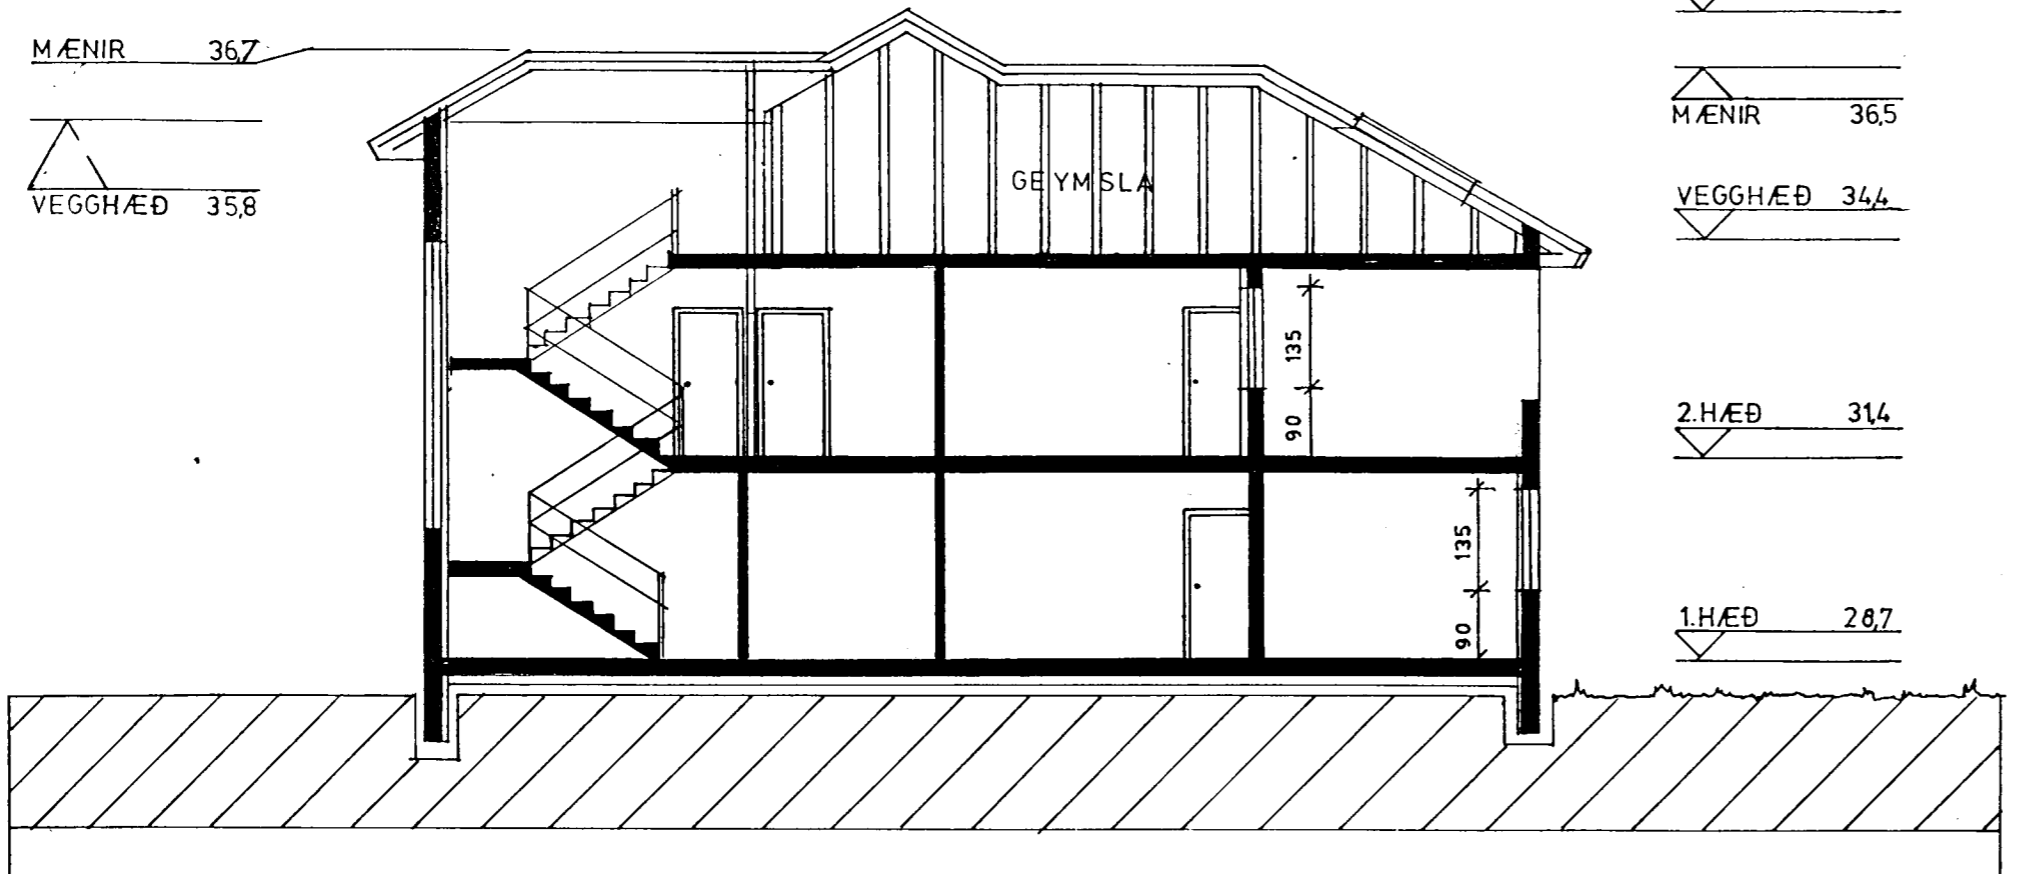 MÆNIR 36,7
VEGGHÆÐ 35,8
GEYMSLA
135
90
135
90
MÆNIR 36,5
VEGGHÆÐ 34,4
2.HÆÐ 31,4
1.HÆÐ 28,7